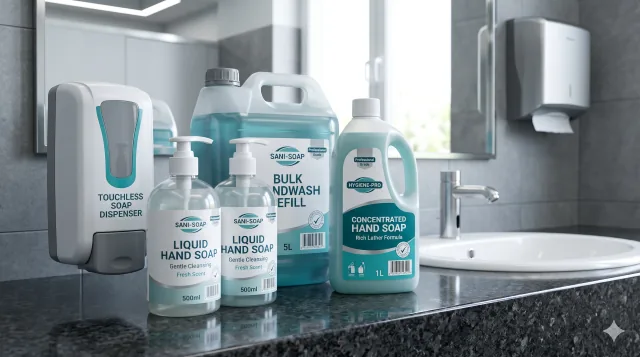 TOUCHLESS
SOAP
DISPENSER
SANI-SOAP
LIQUID
HAND SOAP
Gentle Cleansing
Fresh Scent
500ml
SANI-SOAP
LIQUID
HAND SOAP
Gentle Cleansing
Fresh Scent
500ml
Professional
SANI-SOAP
BULK
NDWASH
EFILL
5L
Professional
HYGIENE-PRO
CONCENTRATED
HAND SOAP
Rich Lather Formula
1L